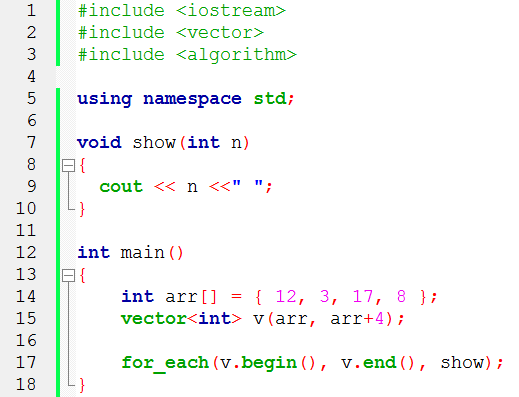 1 #include <iostream>
2 #include <vector>
3 #include <algorithm>
4
5 using namespace std;
6
7 void show(int n)
8 {
9   cout << n <<" ";
10 }
11
12 int main()
13 {
14     int arr[] = { 12, 3, 17, 8 };
15     vector<int> v(arr, arr+4);
16
17     for_each(v.begin(), v.end(), show);
18 }